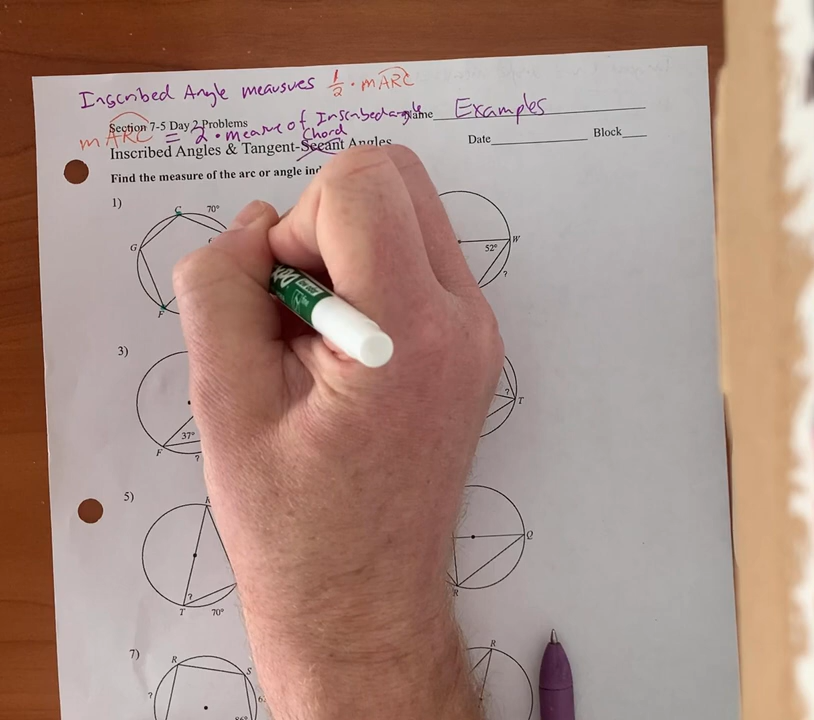 Inscribed Angle meausves 1/2 · mARC
Section 7-5 Day 2 Problems
mARC = 2 · measure of Inscribed angle
Name Examples
Chord
Inscribed Angles & Tangent-Secant Angles
Date Block
Find the measure of the arc or angle
1)
C
70°
G
F
52°
W
?
3)
37°
F
?
?
T
5)
?
T
70°
Q
R
7)
R
S
?
R
EXPO